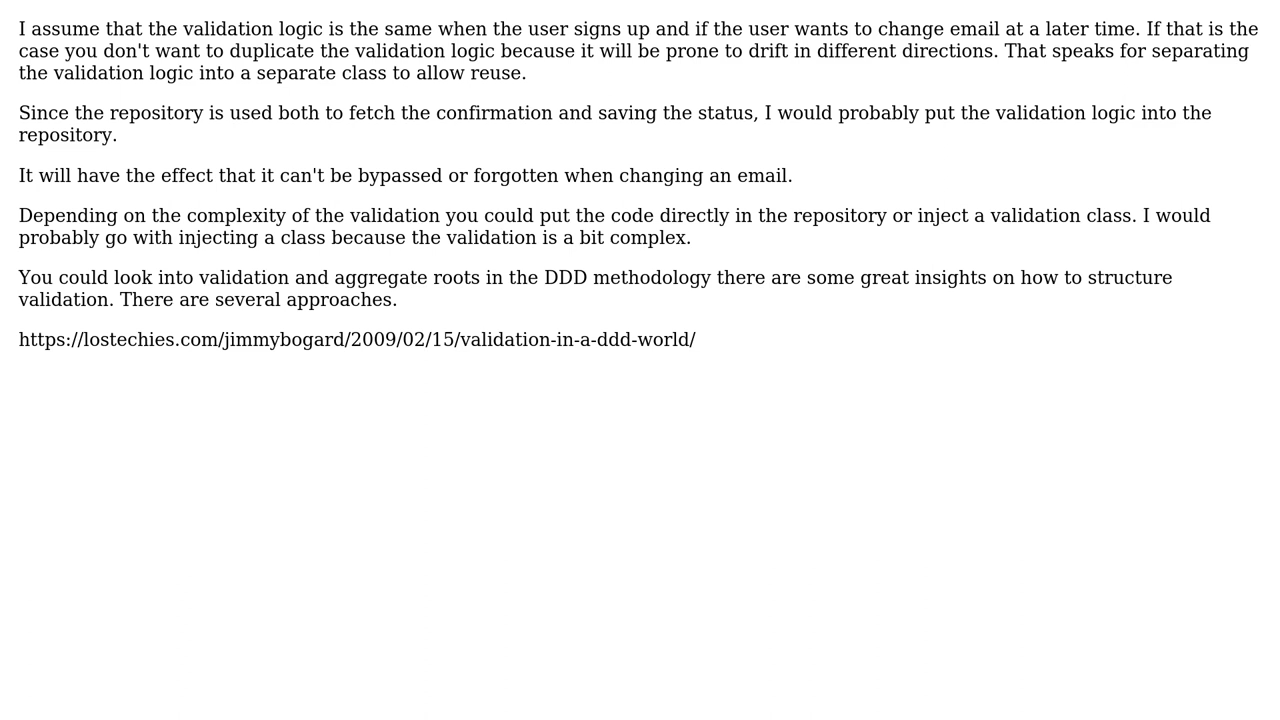 I assume that the validation logic is the same when the user signs up and if the user wants to change email at a later time. If that is the
case you don't want to duplicate the validation logic because it will be prone to drift in different directions. That speaks for separating
the validation logic into a separate class to allow reuse.
Since the repository is used both to fetch the confirmation and saving the status, I would probably put the validation logic into the
repository.
It will have the effect that it can't be bypassed or forgotten when changing an email.
Depending on the complexity of the validation you could put the code directly in the repository or inject a validation class. I would
probably go with injecting a class because the validation is a bit complex.
You could look into validation and aggregate roots in the DDD methodology there are some great insights on how to structure
validation. There are several approaches.
https://lostechies.com/jimmybogard/2009/02/15/validation-in-a-ddd-world/